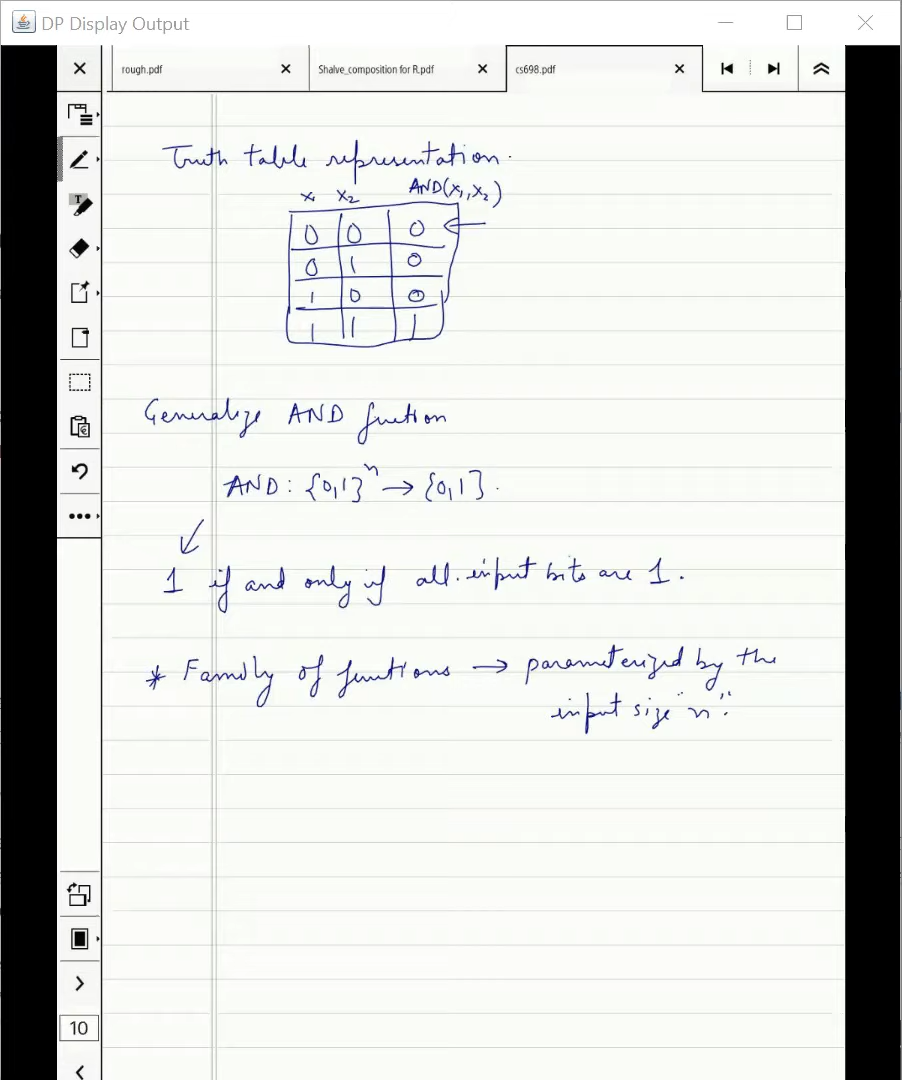 DP Display Output
rough.pdf
Shalve_composition for R.pdf
cs698.pdf
Truth table representation.
x₁ x₂ AND(x₁,x₂)
0 0 0
0 1 0
1 0 0
1 1 1
Generalize AND function
AND: {0,1}ⁿ → {0,1}.
1 if and only if all input bits are 1.
* Family of functions → parameterized by the
input size "n".
10